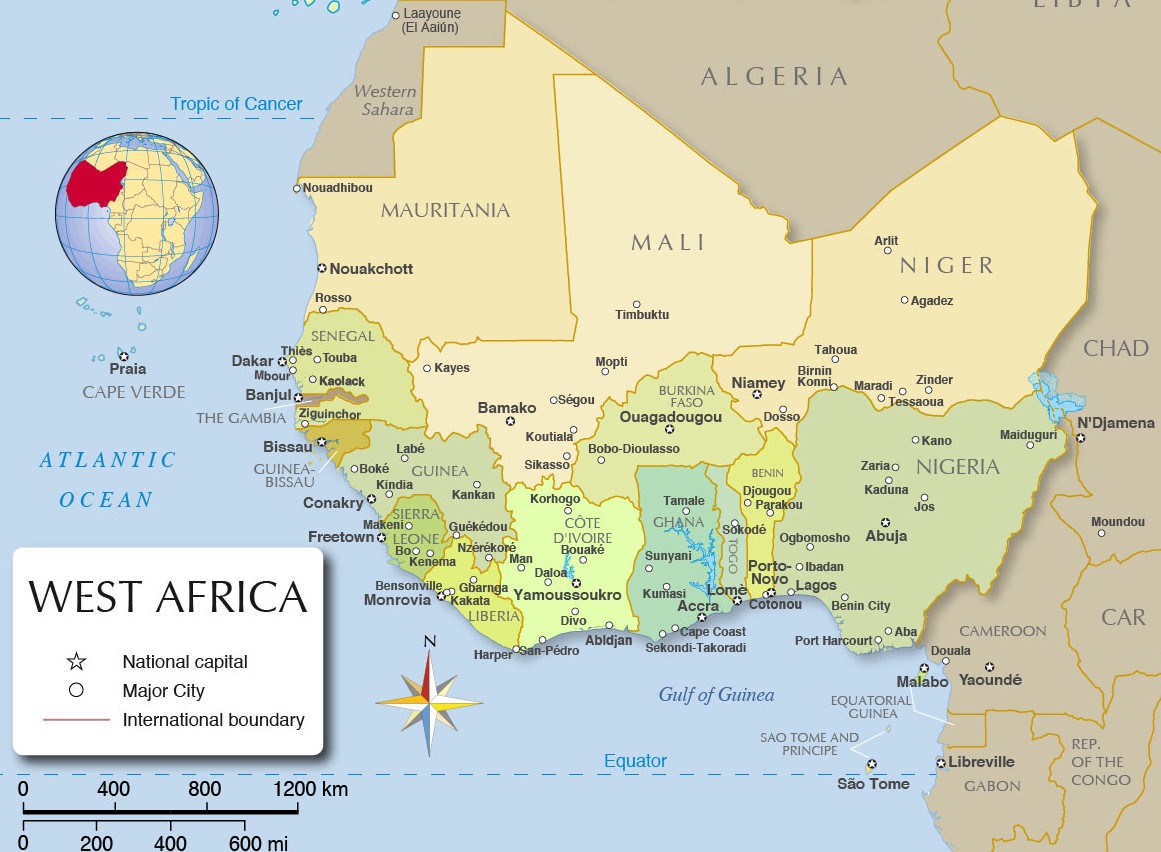 LIBYA
Laayoune
(El Aaiún)
ALGERIA
Western
Sahara
Tropic of Cancer
Nouadhibou
MAURITANIA
MALI
Arlit
NIGER
Nouakchott
Agadez
Rosso
Timbuktu
SENEGAL
CHAD
Thiès
Touba
Dakar
Mbour
Kaolack
Praia
CAPE VERDE
Banjul
THE GAMBIA
Ziguinchor
Kayes
Mopti
Tahoua
Birnin
Konni
Niamey
Maradi
Zinder
Tessaoua
Dosso
BURKINA
FASO
Ouagadougou
Ségou
Bamako
Koutiala
Sikasso
Bobo-Dioulasso
N'Djamena
Maiduguri
Kano
NIGERIA
Zaria
Kaduna
Jos
Abuja
ATLANTIC
OCEAN
Bissau
GUINEA-
BISSAU
Labé
Boké
GUINEA
Kindia
Kankan
Conakry
SIERRA
LEONE
Makeni
Freetown
Bo
Kenema
Guékédou
Nzérékoré
Korhogo
CÔTE
D'IVOIRE
Bouaké
Man
Daloa
Yamoussoukro
Divo
Abidjan
San-Pédro
Harper
Bensonville
Gbarnga
Kakata
Monrovia
LIBERIA
Tamale
GHANA
Sunyani
Kumasi
Accra
Cape Coast
Sekondi-Takoradi
BENIN
Djougou
Parakou
Sokodé
TOGO
Lomé
Porto-
Novo
Cotonou
Ogbomosho
Ibadan
Lagos
Benin City
Port Harcourt
Aba
Moundou
CAR
CAMEROON
Douala
Malabo
Yaoundé
EQUATORIAL
GUINEA
SAO TOME AND
PRINCIPE
São Tome
Libreville
GABON
REP.
OF THE
CONGO
Gulf of Guinea
Equator
N
WEST AFRICA
National capital
Major City
International boundary
0 400 800 1200 km
0 200 400 600 mi